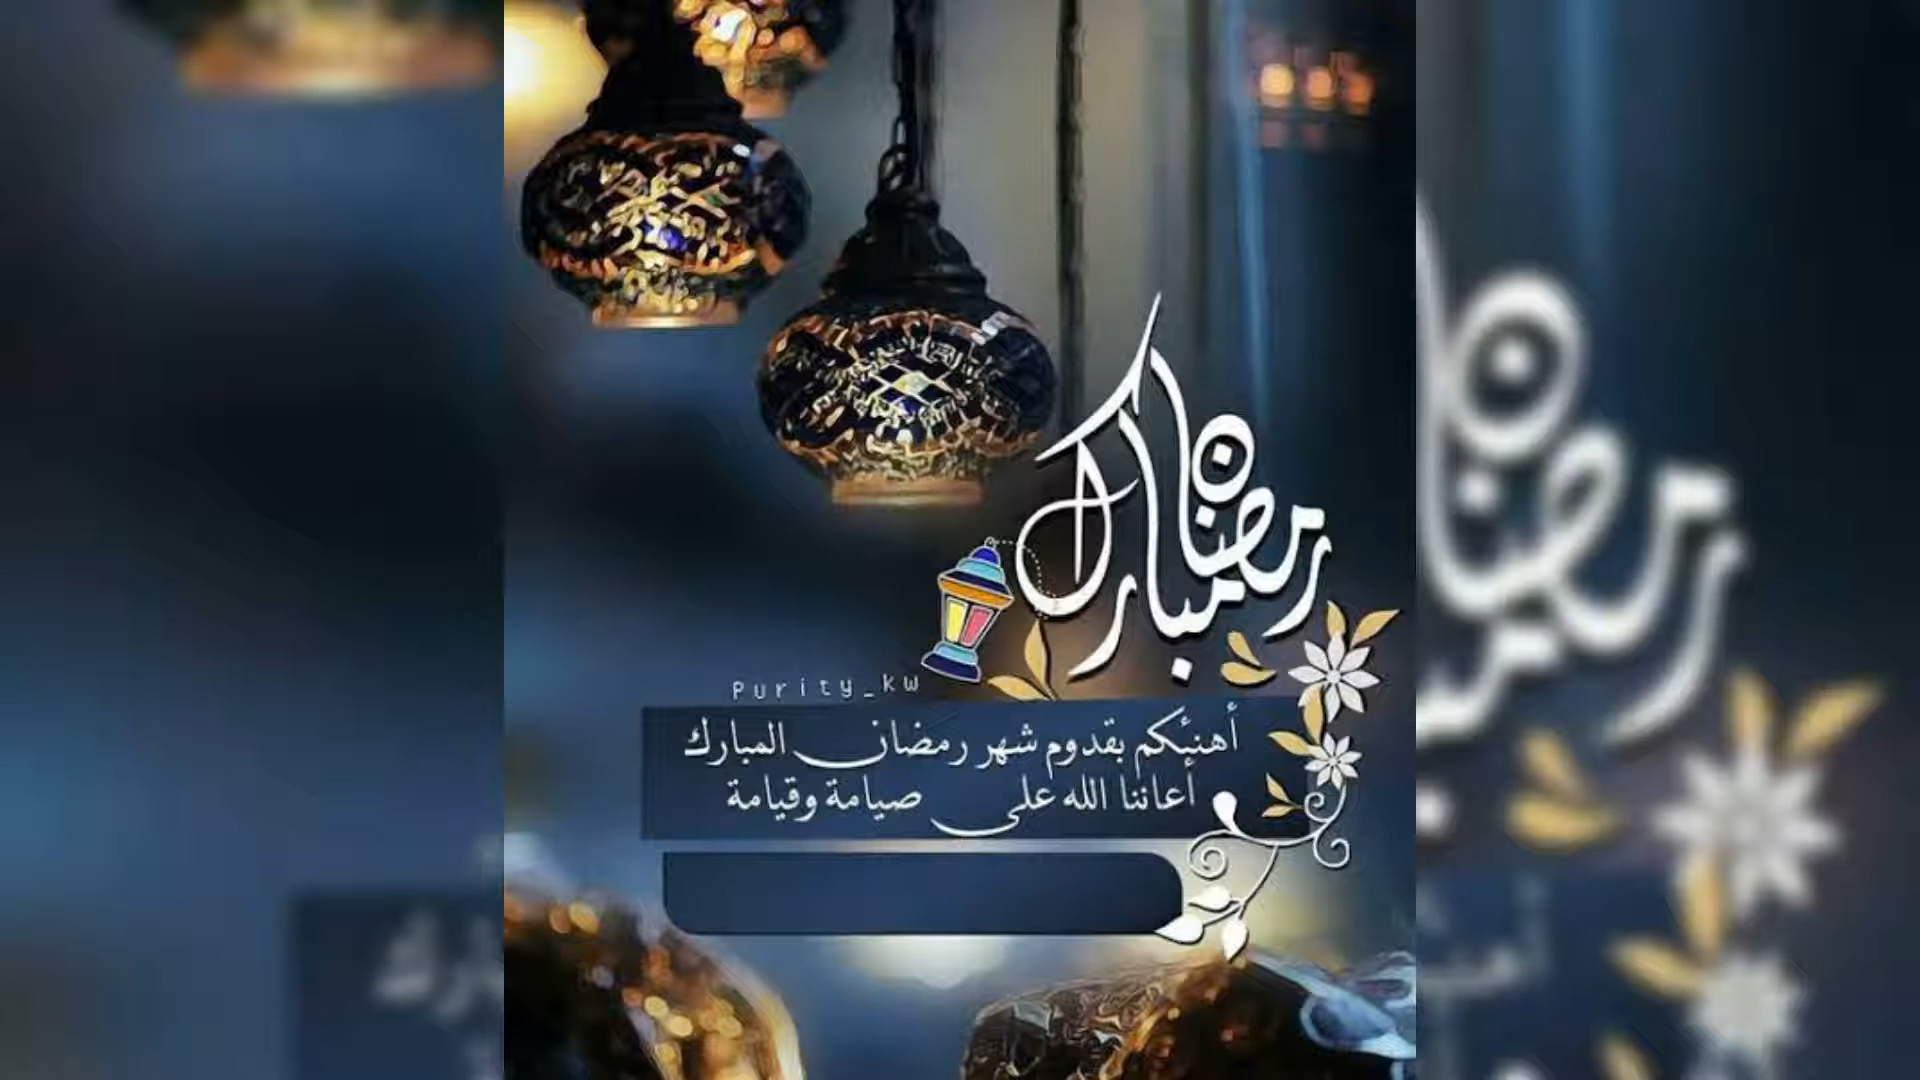 رمضان
مبارك
Purity_kw
أهنئكم بقدوم شهر رمضان المبارك
أعاننا الله على صيامة وقيامة